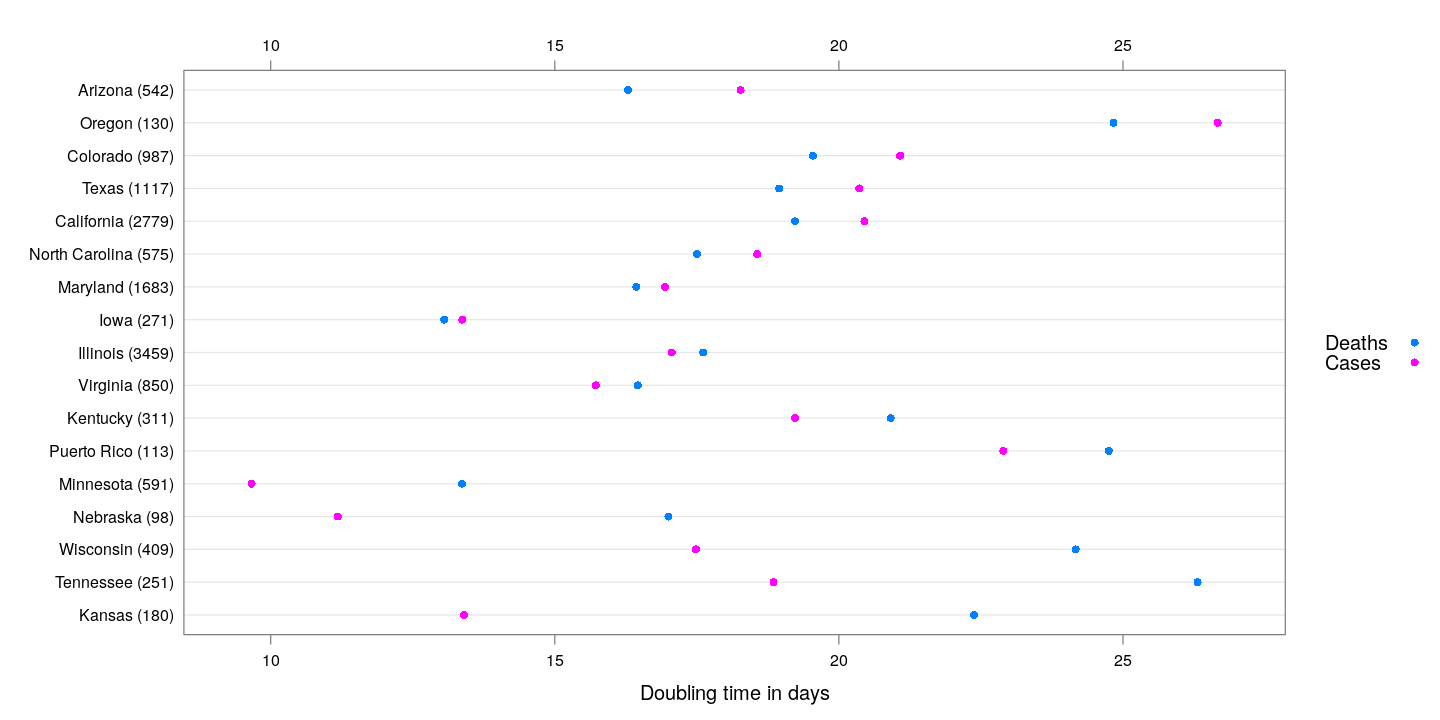 10 15 20 25
Arizona (542)
Oregon (130)
Colorado (987)
Texas (1117)
California (2779)
North Carolina (575)
Maryland (1683)
Iowa (271)
Illinois (3459)
Virginia (850)
Kentucky (311)
Puerto Rico (113)
Minnesota (591)
Nebraska (98)
Wisconsin (409)
Tennessee (251)
Kansas (180)
10 15 20 25
Doubling time in days
Deaths
Cases